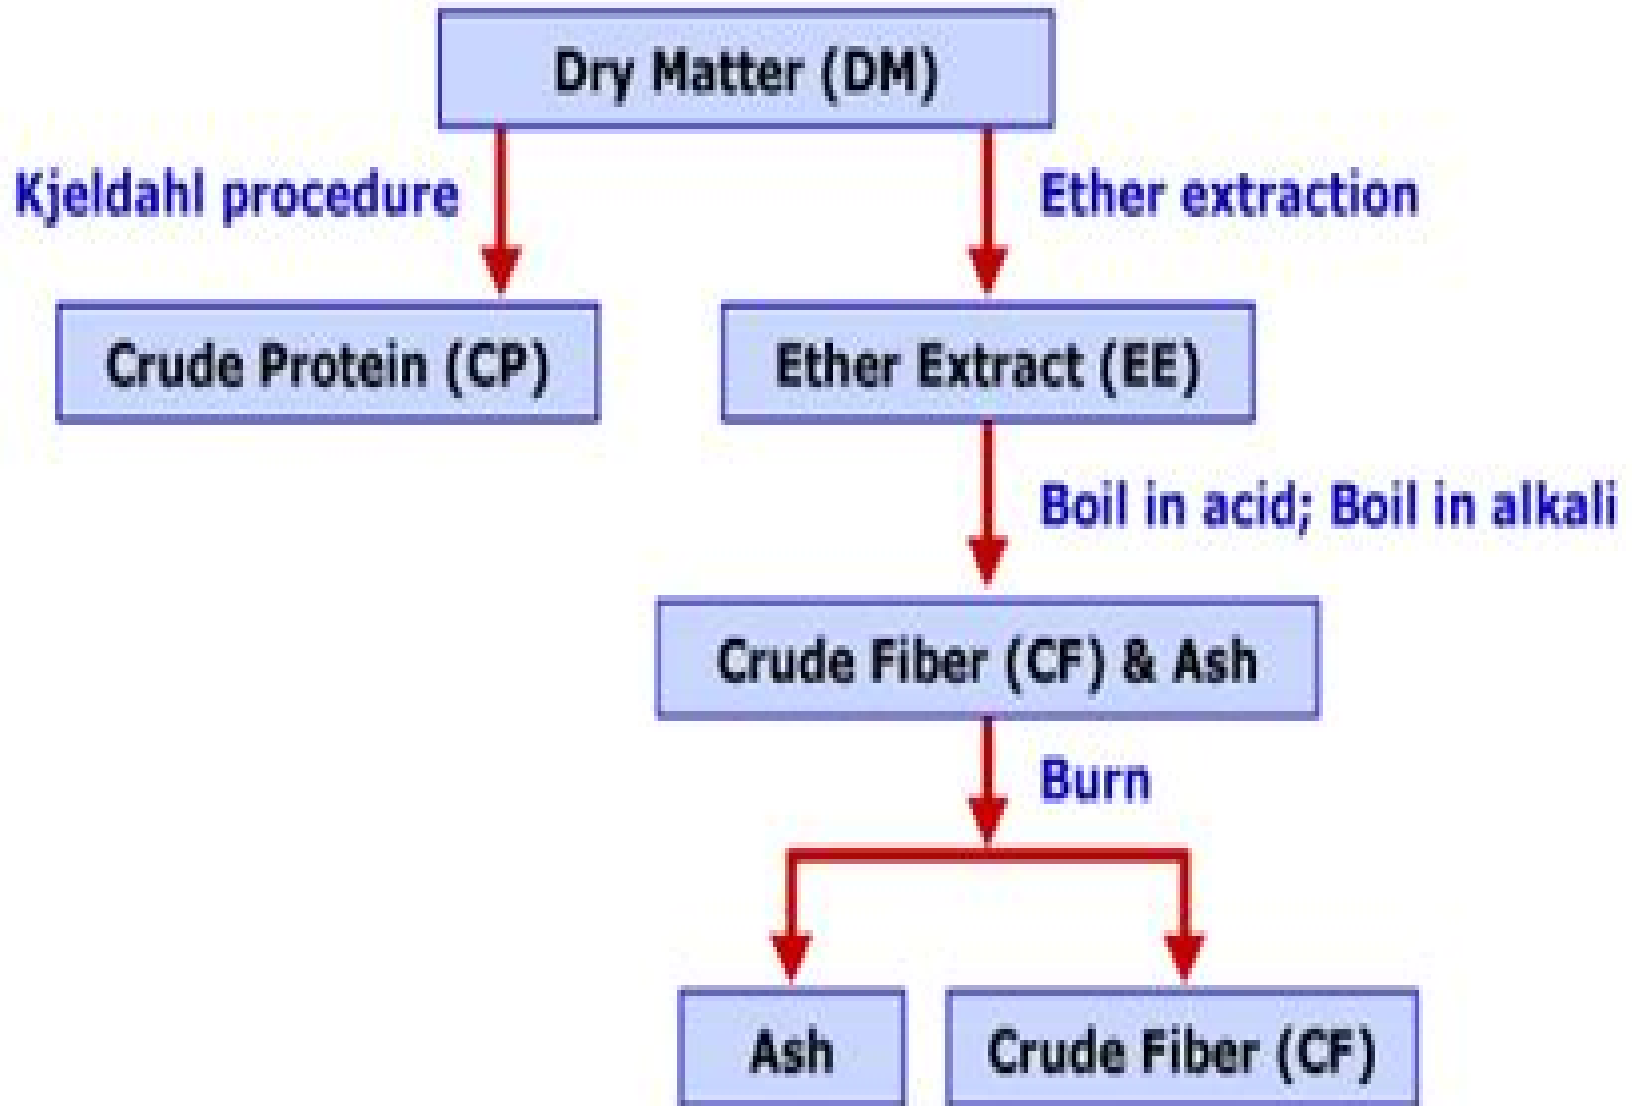 Dry Matter (DM)
Kjeldahl procedure
Ether extraction
Crude Protein (CP)
Ether Extract (EE)
Boil in acid; Boil in alkali
Crude Fiber (CF) & Ash
Burn
Ash
Crude Fiber (CF)